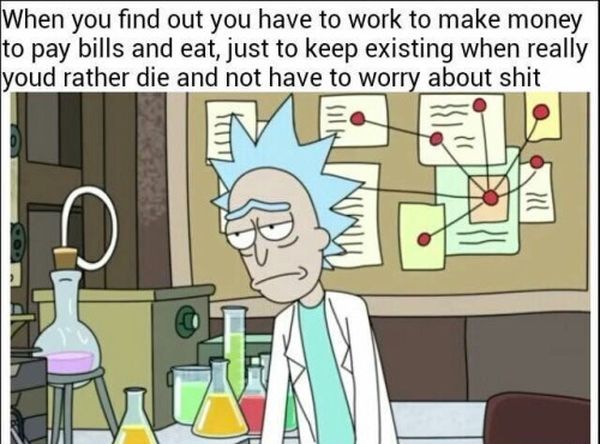 When you find out you have to work to make money
to pay bills and eat, just to keep existing when really
youd rather die and not have to worry about shit